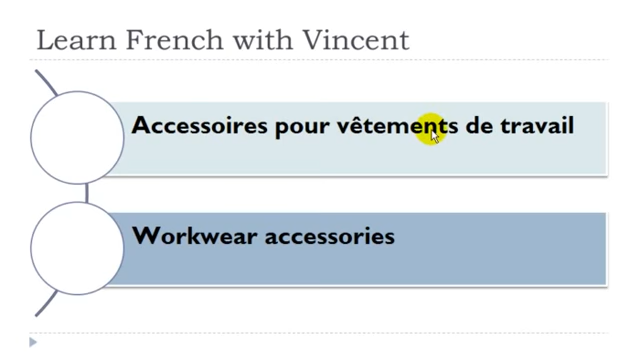 Learn French with Vincent
Accessoires pour vêtements de travail
Workwear accessories